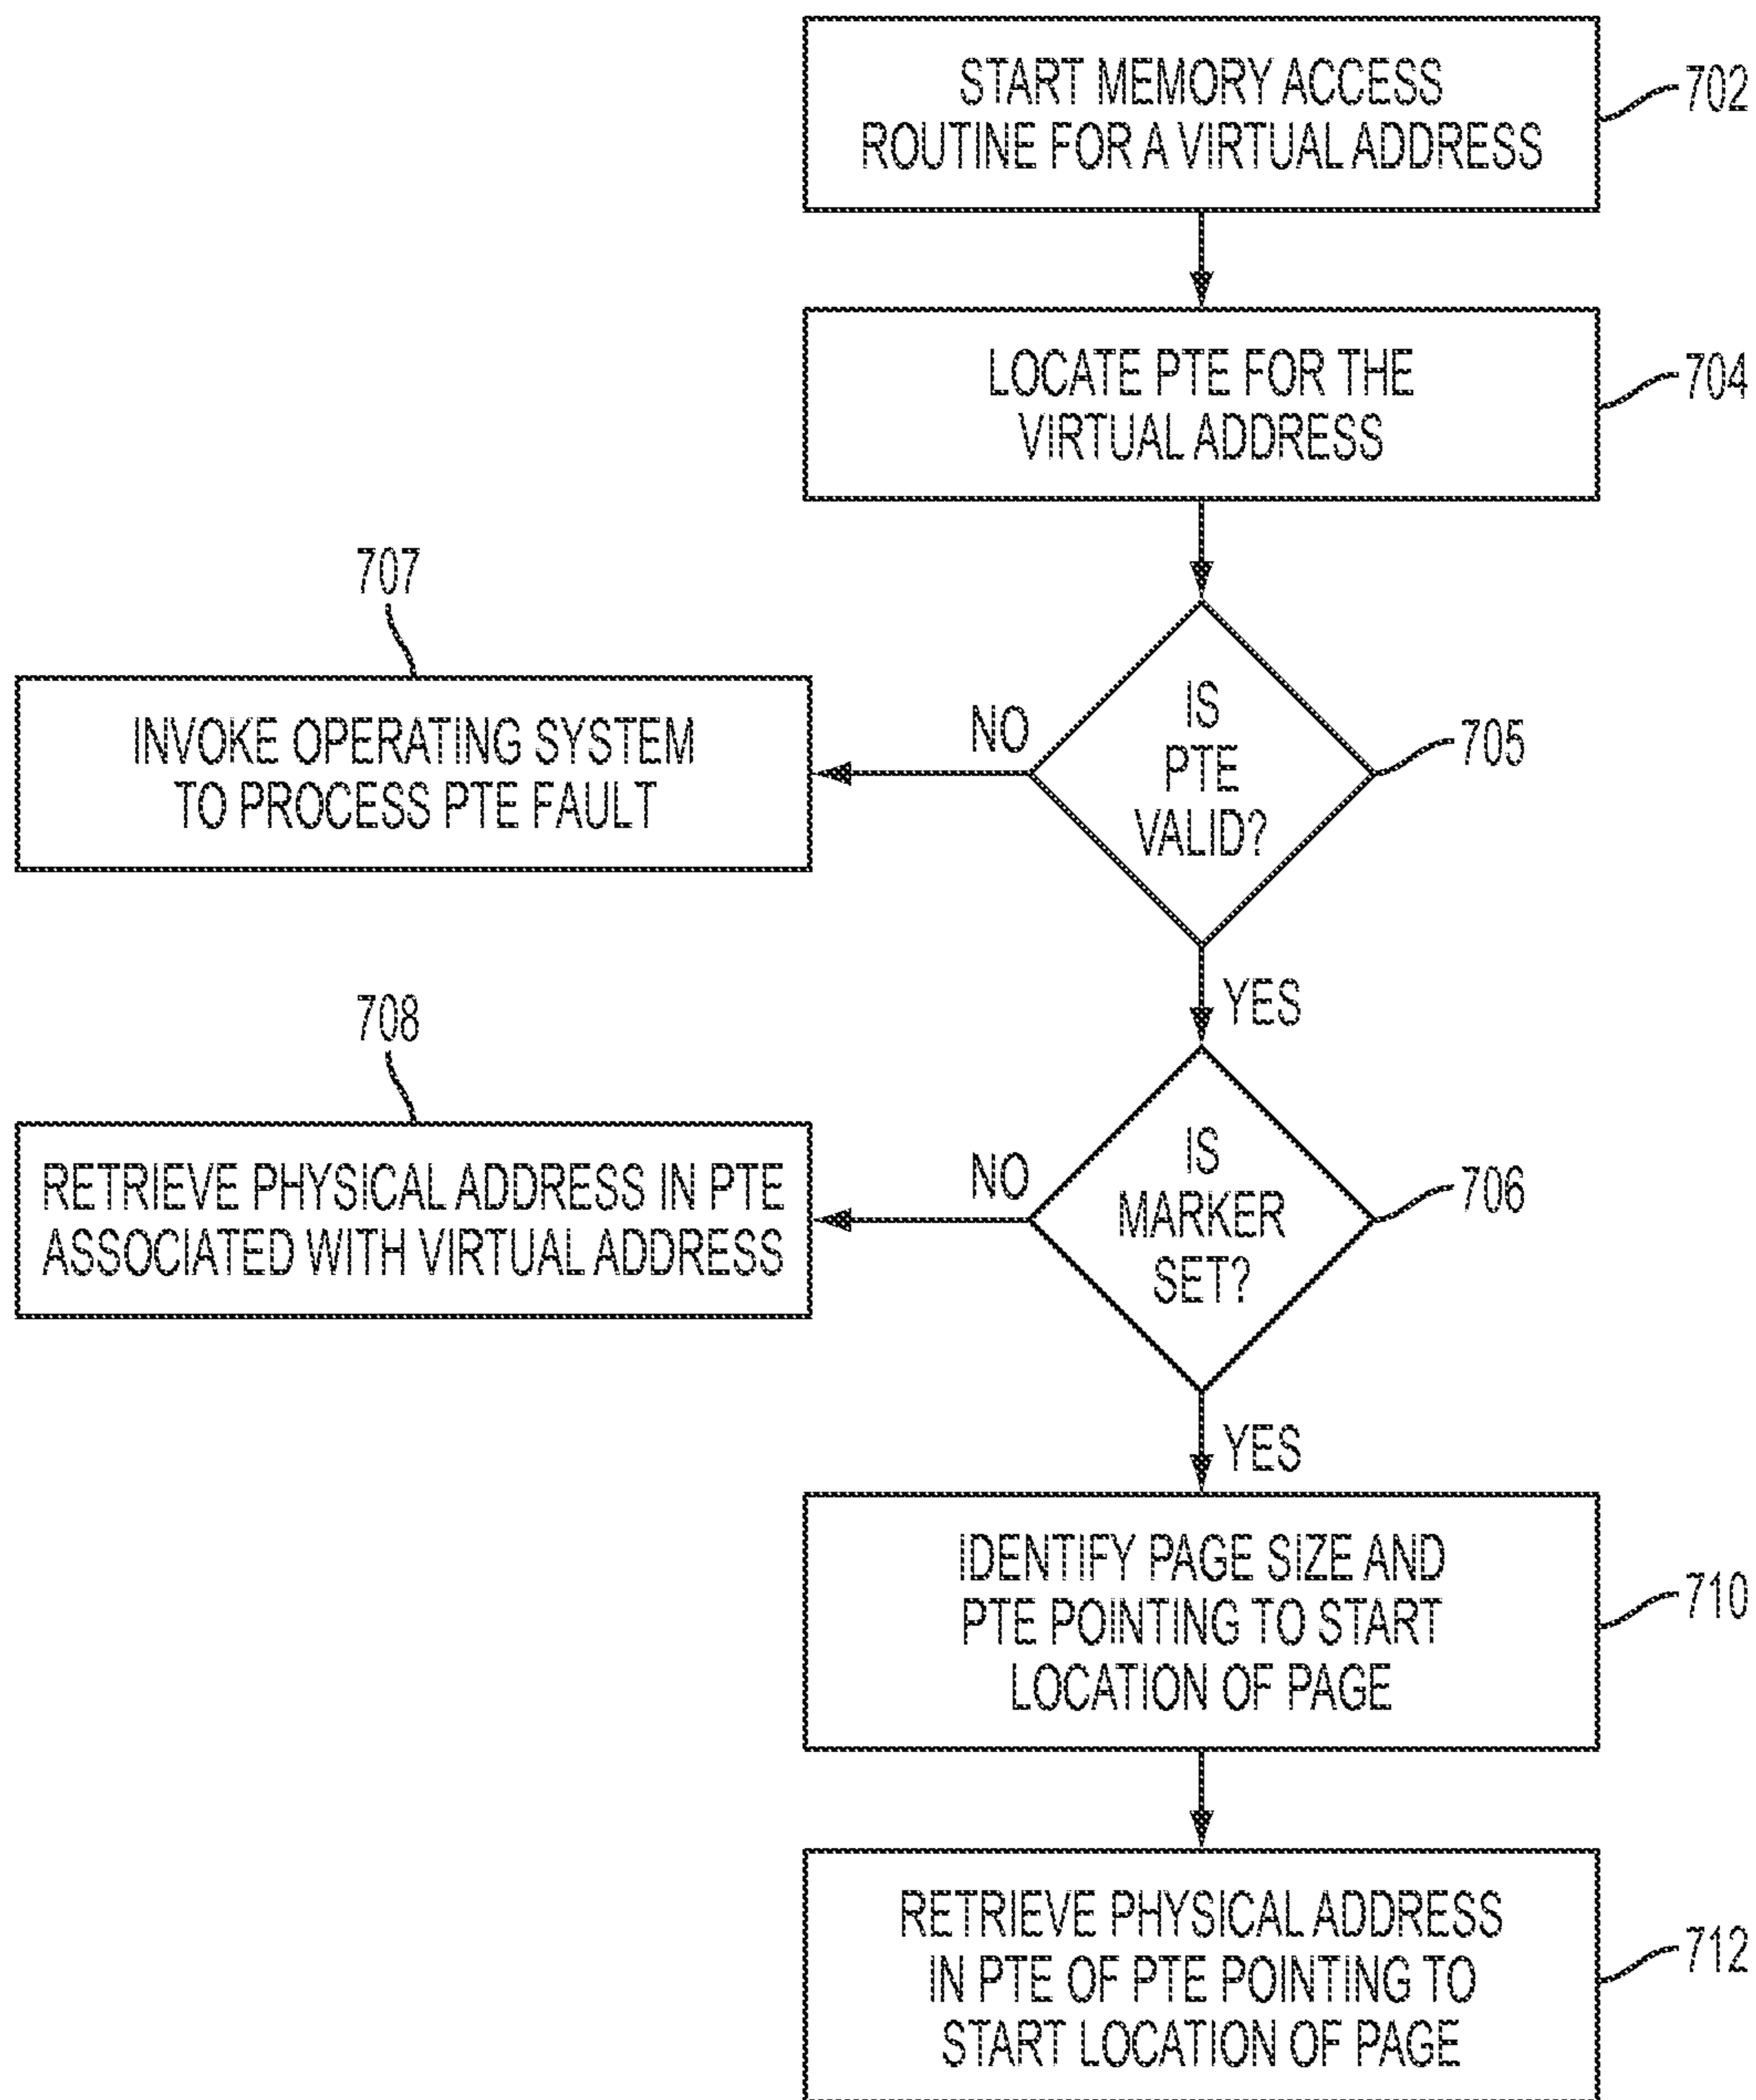 START MEMORY ACCESS
ROUTINE FOR A VIRTUAL ADDRESS
702
LOCATE PTE FOR THE
VIRTUAL ADDRESS
704
707
INVOKE OPERATING SYSTEM
TO PROCESS PTE FAULT
NO
IS
PTE
VALID?
705
YES
708
RETRIEVE PHYSICAL ADDRESS IN PTE
ASSOCIATED WITH VIRTUAL ADDRESS
NO
IS
MARKER
SET?
706
YES
IDENTIFY PAGE SIZE AND
PTE POINTING TO START
LOCATION OF PAGE
710
RETRIEVE PHYSICAL ADDRESS
IN PTE OF PTE POINTING TO
START LOCATION OF PAGE
712